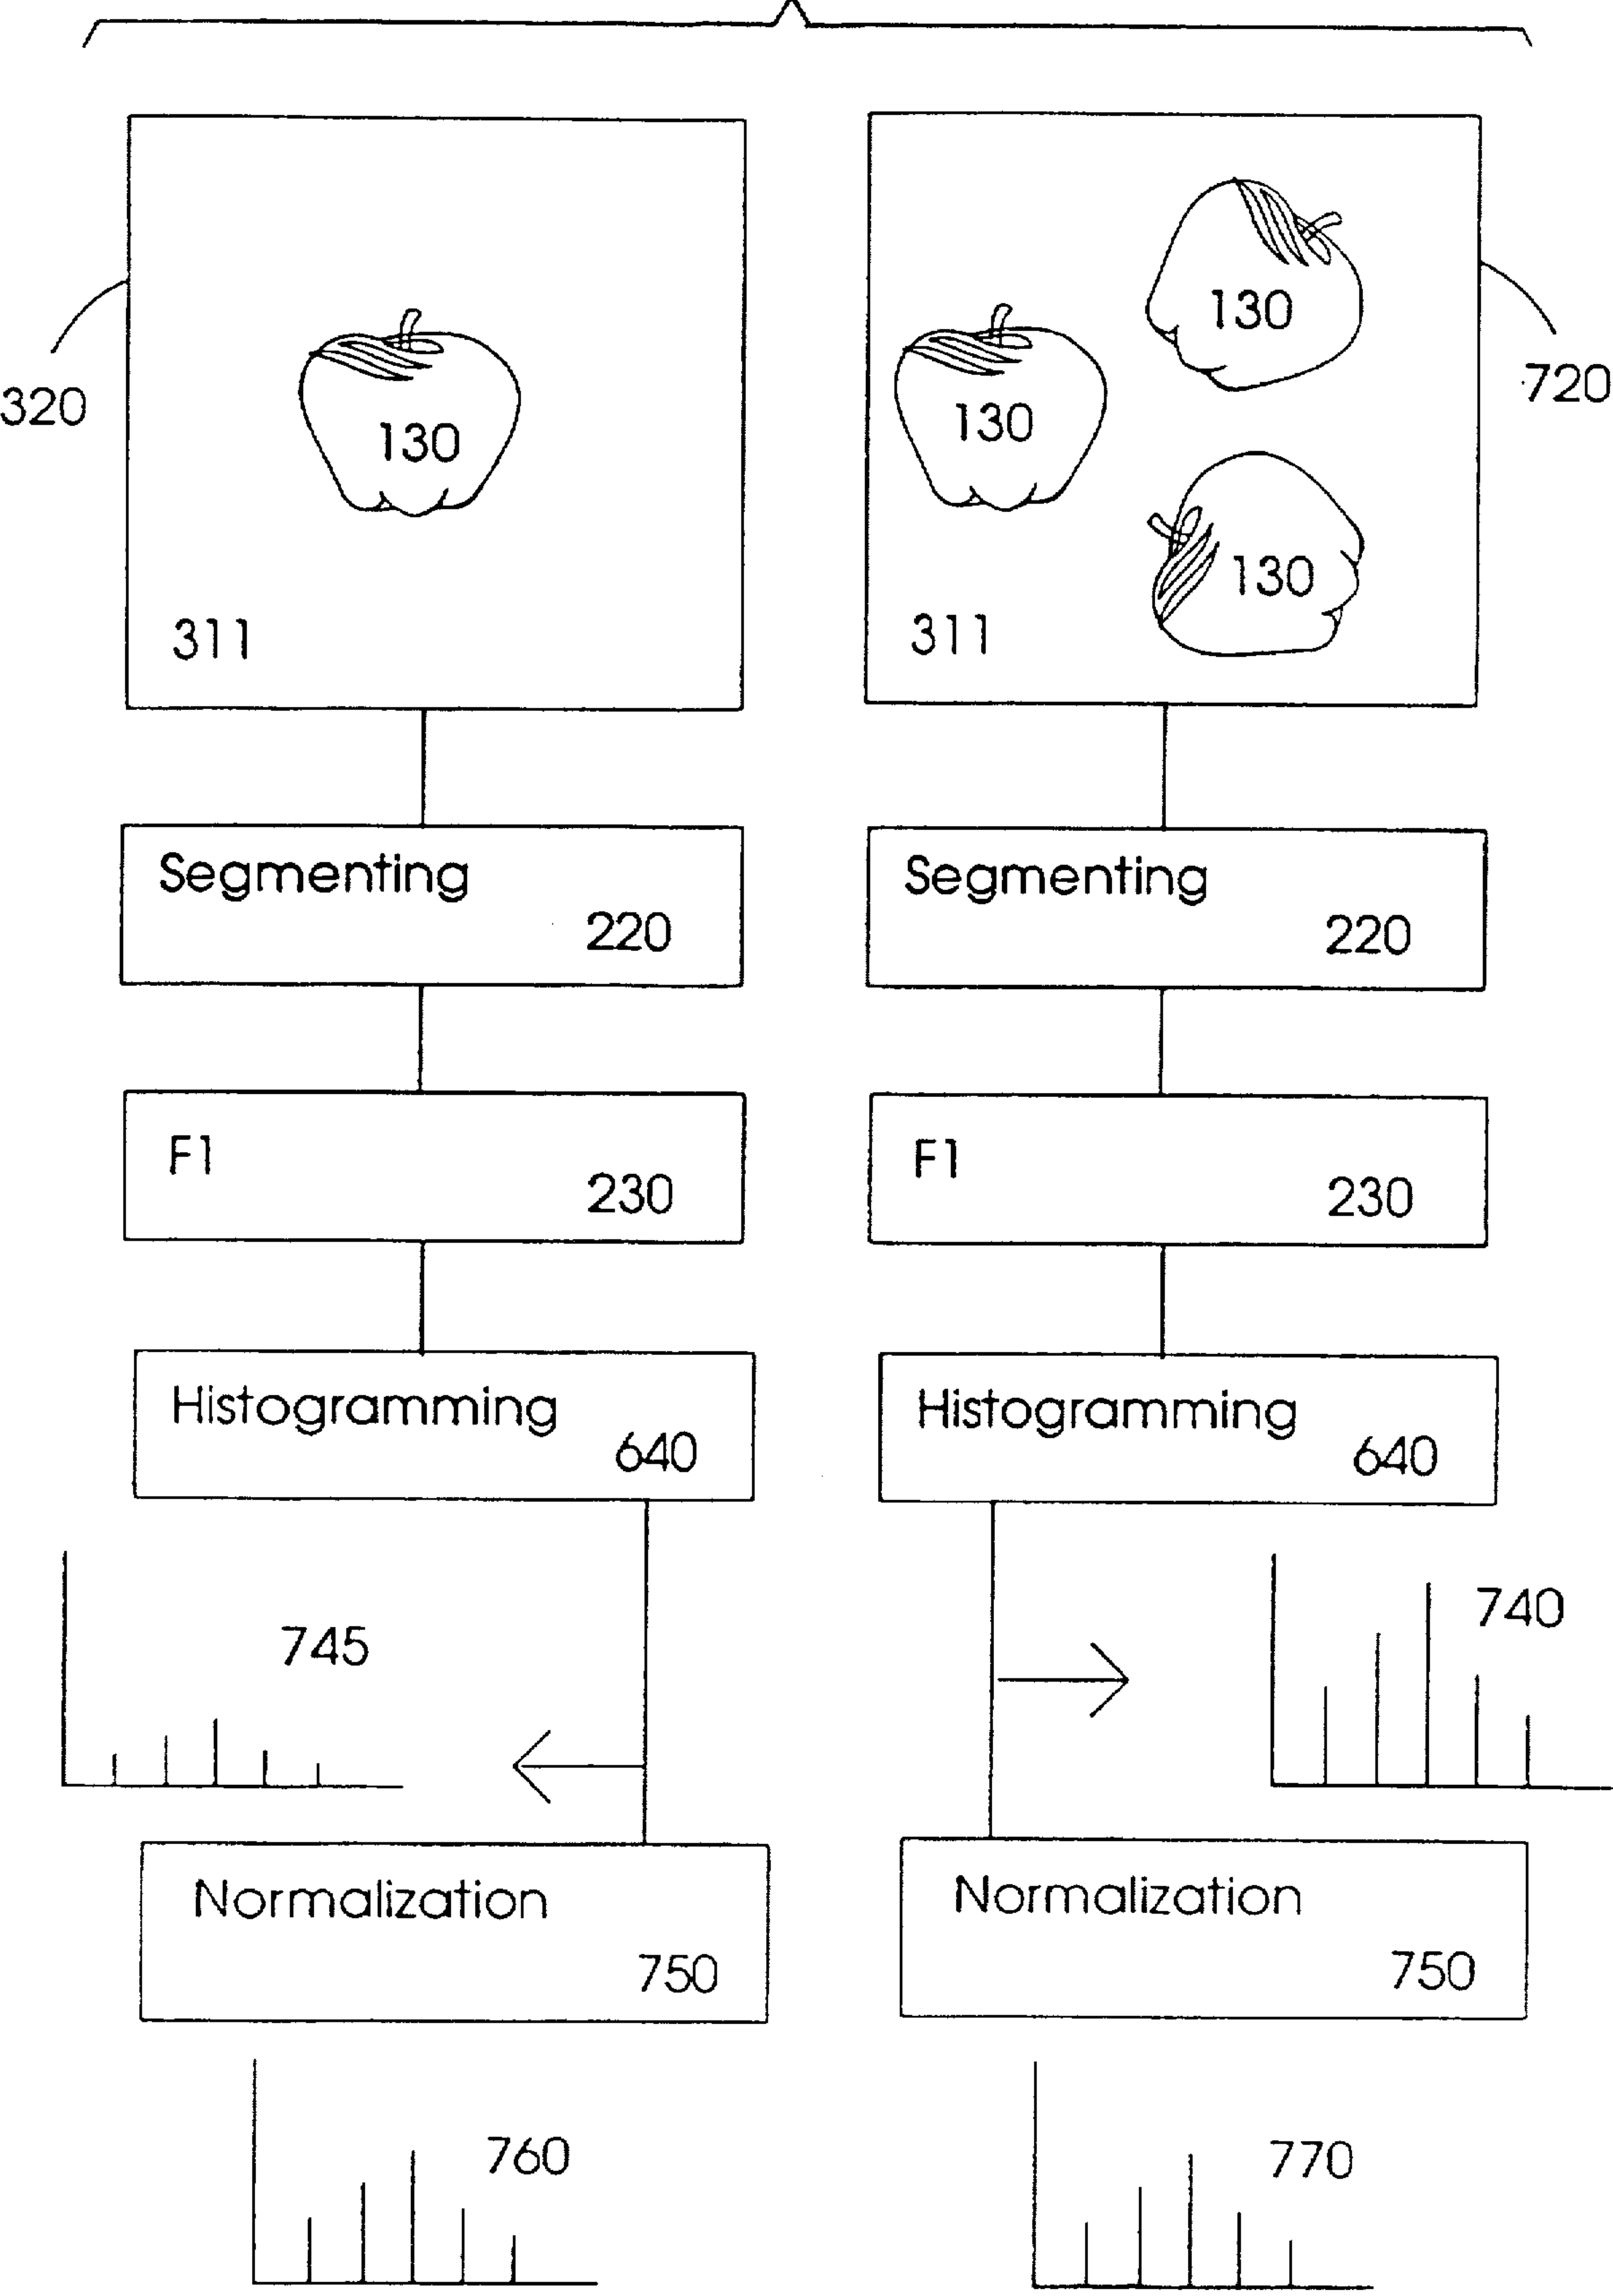 320
130
311
130
130
130
311
720
Segmenting
220
Segmenting
220
F1
230
F1
230
Histogramming
640
Histogramming
640
745
740
Normalization
750
Normalization
750
760
770